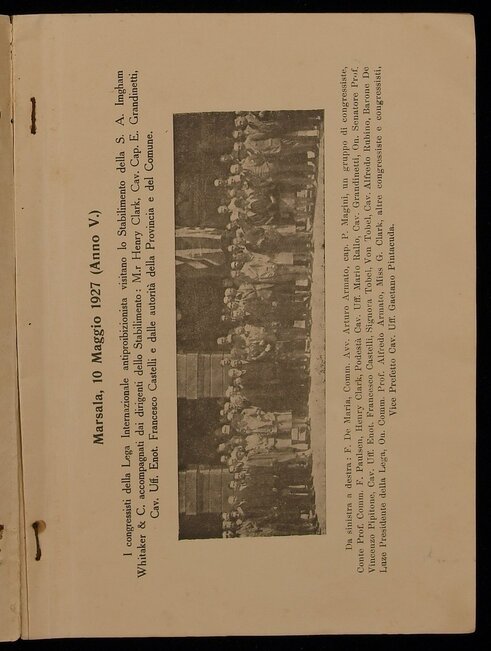 Marsala, 10 Maggio 1927 (Anno V.)
I congressisti della Lega Internazionale antiproibizionista visitano lo Stabilimento della S. A. Imgham
Whitaker & C. accompagnati dai dirigenti dello Stabilimento: M.r Henry Clark, Cav. Cap. E. Grandinetti,
Cav. Uff. Enot. Francesco Castelli e dalle autorità della Provincia e del Comune.
Da sinistra a destra: F. De Maria, Comm. Avv. Arturo Armato, cap. P. Magini, un gruppo di congressiste,
Conte Prof. Comm. F. Paulsen, Henry Clark, Podestà Cav. Uff. Mario Rallo, Cav. Grandinetti, On. Senatore Prof.
Vincenzo Pipitone, Cav. Uff. Enot. Francesco Castelli, Signora Tobel, Von Tobel, Cav. Alfredo Rubino, Barone De
Luze Presidente della Lega, On. Comm. Prof. Alfredo Armato, Miss G. Clark, altre congressiste e congressisti,
Vice Prefetto Cav. Uff. Gaetano Pintacuda.